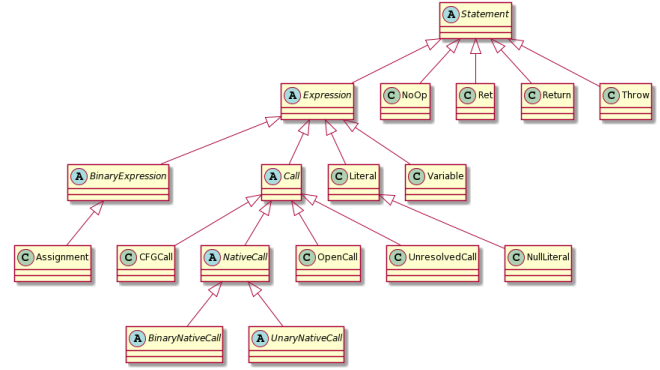 A Statement
A Expression
C NoOp
C Ret
C Return
C Throw
A BinaryExpression
A Call
C Literal
C Variable
C Assignment
C CFGCall
A NativeCall
C OpenCall
C UnresolvedCall
C NullLiteral
A BinaryNativeCall
A UnaryNativeCall